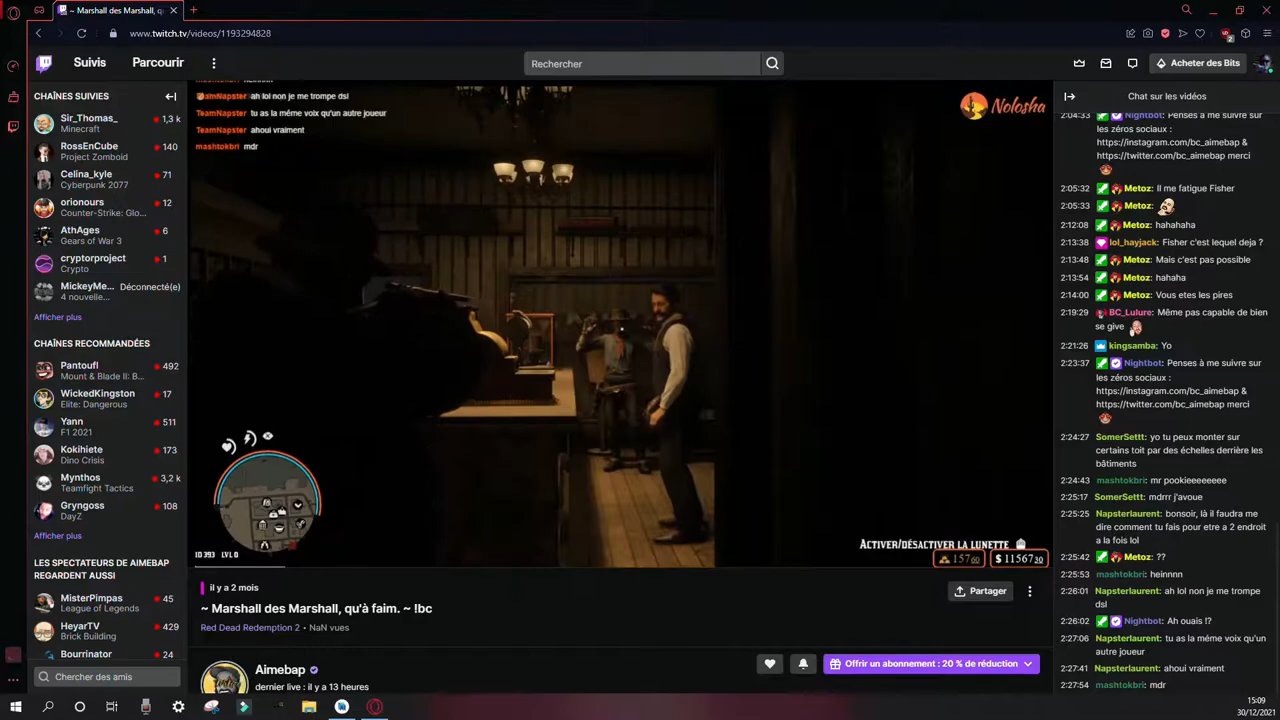 ~ Marshall des Marshall, q
www.twitch.tv/videos/1193294828
Suivis
Parcourir
Rechercher
Acheter des Bits
CHAÎNES SUIVIES
Sir_Thomas_
1,3 k
Minecraft
RossEnCube
140
Project Zomboid
Celina_kyle
71
Cyberpunk 2077
orionours
12
Counter-Strike: Glo...
AthAges
6
Gears of War 3
cryptorproject
1
Crypto
MickeyMe...
Déconnecté(e)
4 nouvelle...
Afficher plus
CHAÎNES RECOMMANDÉES
Pantoufl
492
Mount & Blade II: B...
WickedKingston
17
Elite: Dangerous
Yann
511
F1 2021
Kokihiete
173
Dino Crisis
Mynthos
3,2 k
Teamfight Tactics
Gryngoss
108
DayZ
Afficher plus
LES SPECTATEURS DE AIMEBAP
REGARDENT AUSSI
MisterPimpas
45
League of Legends
HeyarTV
429
Brick Building
Bourrinator
24
Chercher des amis
TeamNapster: ah lol non je me trompe dsl
TeamNapster: tu as la même voix qu'un autre joueur
TeamNapster: ahoui vraiment
mashtokbri: mdr
Nolosha
ACTIVER/DÉSACTIVER LA LUNETTE
15760
$ 1156730
ID 393 LVL 0
il y a 2 mois
~ Marshall des Marshall, qu'à faim. ~ !bc
Red Dead Redemption 2 • NaN vues
Partager
Aimebap
dernier live : il y a 13 heures
Offrir un abonnement : 20 % de réduction
Chat sur les vidéos
2:04:33 Nightbot: Penses à me suivre sur
les zéros sociaux :
https://instagram.com/bc_aimebap &
https://twitter.com/bc_aimebap merci
2:05:32 Metoz: Il me fatigue Fisher
2:05:33 Metoz:
2:12:08 Metoz: hahahaha
2:13:38 lol_hayjack: Fisher c'est lequel deja ?
2:13:48 Metoz: Mais c'est pas possible
2:13:54 Metoz: hahaha
2:14:00 Metoz: Vous etes les pires
2:19:29 BC_Lulure: Même pas capable de bien
se give
2:21:26 kingsamba: Yo
2:23:37 Nightbot: Penses à me suivre sur
les zéros sociaux :
https://instagram.com/bc_aimebap &
https://twitter.com/bc_aimebap merci
2:24:27 SomerSettt: yo tu peux monter sur
certains toit par des échelles derrière les
bâtiments
2:24:43 mashtokbri: mr pookieeeeeeee
2:25:17 SomerSettt: mdrrr j'avoue
2:25:25 Napsterlaurent: bonsoir, là il faudra me
dire comment tu fais pour etre a 2 endroit
a la fois lol
2:25:42 Metoz: ??
2:25:53 mashtokbri: heinnnn
2:26:01 Napsterlaurent: ah lol non je me trompe
dsl
2:26:02 Nightbot: Ah ouais !?
2:27:06 Napsterlaurent: tu as la méme voix qu'un
autre joueur
2:27:41 Napsterlaurent: ahoui vraiment
2:27:54 mashtokbri: mdr
15:09
30/12/2021